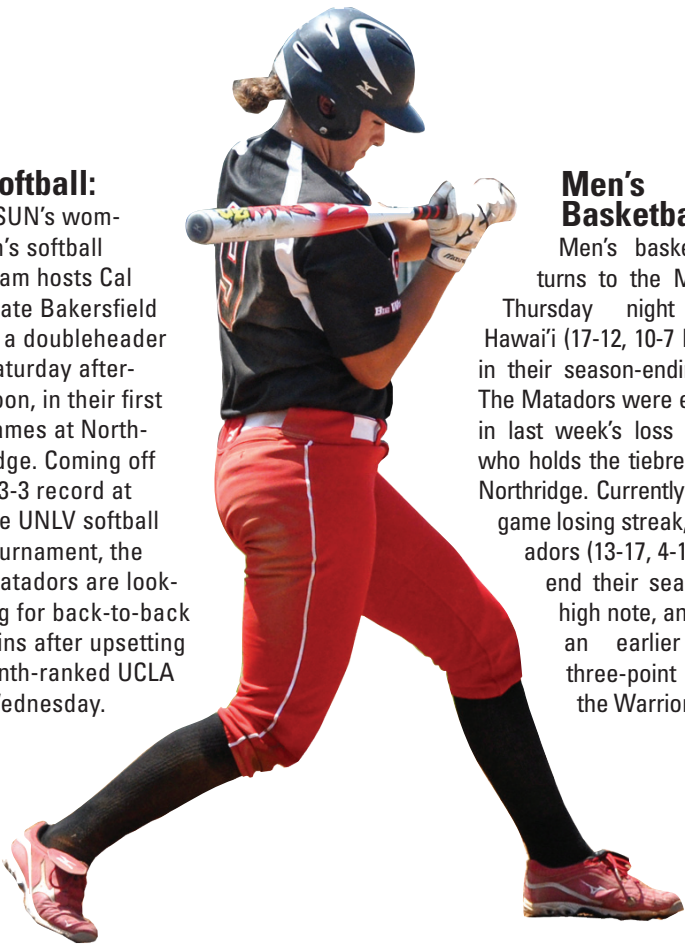 oftball:
SUN's wom-
n's softball
am hosts Cal
ate Bakersfield
a doubleheader
aturday after-
oon, in their first
ames at North-
dge. Coming off
3-3 record at
e UNLV softball
urnament, the
atadors are look-
g for back-to-back
ins after upsetting
nth-ranked UCLA
Wednesday.
9
Men's
Basketba
Men's baske
turns to the M
Thursday night
Hawai'i (17-12, 10-7
in their season-endi
The Matadors were e
in last week's loss
who holds the tiebre
Northridge. Currently
game losing streak,
adors (13-17, 4-1
end their sea
high note, an
an earlier
three-point
the Warrior